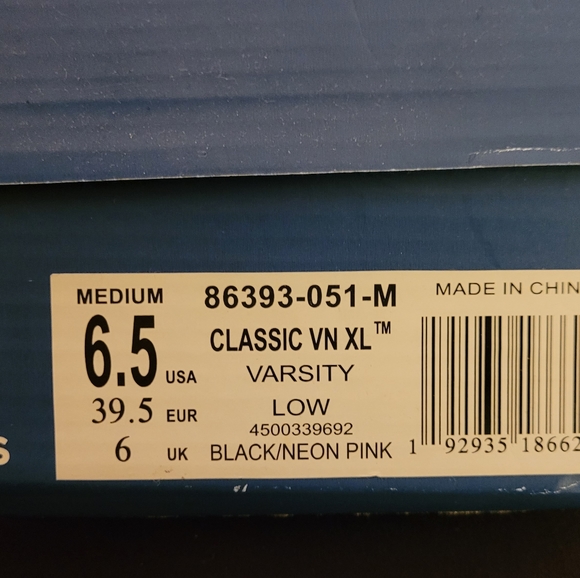 MEDIUM
6.5 USA
39.5 EUR
6 UK
86393-051-M
CLASSIC VN XL™
VARSITY
LOW
4500339692
BLACK/NEON PINK
MADE IN CHIN
1 92935 18662
S